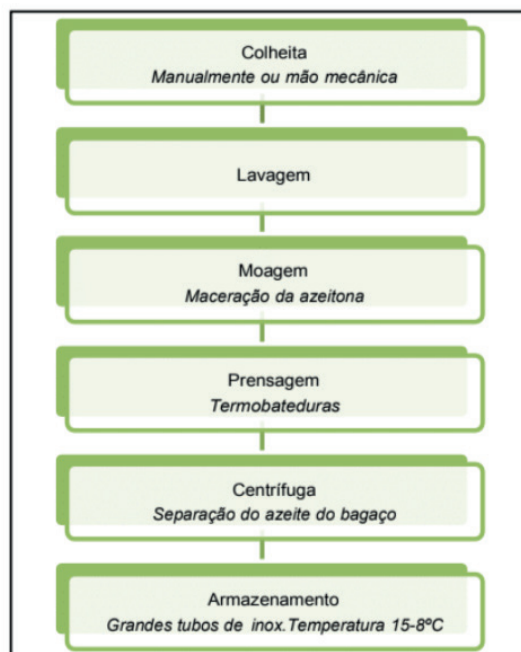 Colheita
Manualmente ou mão mecânica
Lavagem
Moagem
Maceração da azeitona
Prensagem
Termobateduras
Centrífuga
Separação do azeite do bagaço
Armazenamento
Grandes tubos de inox.Temperatura 15-8ºC